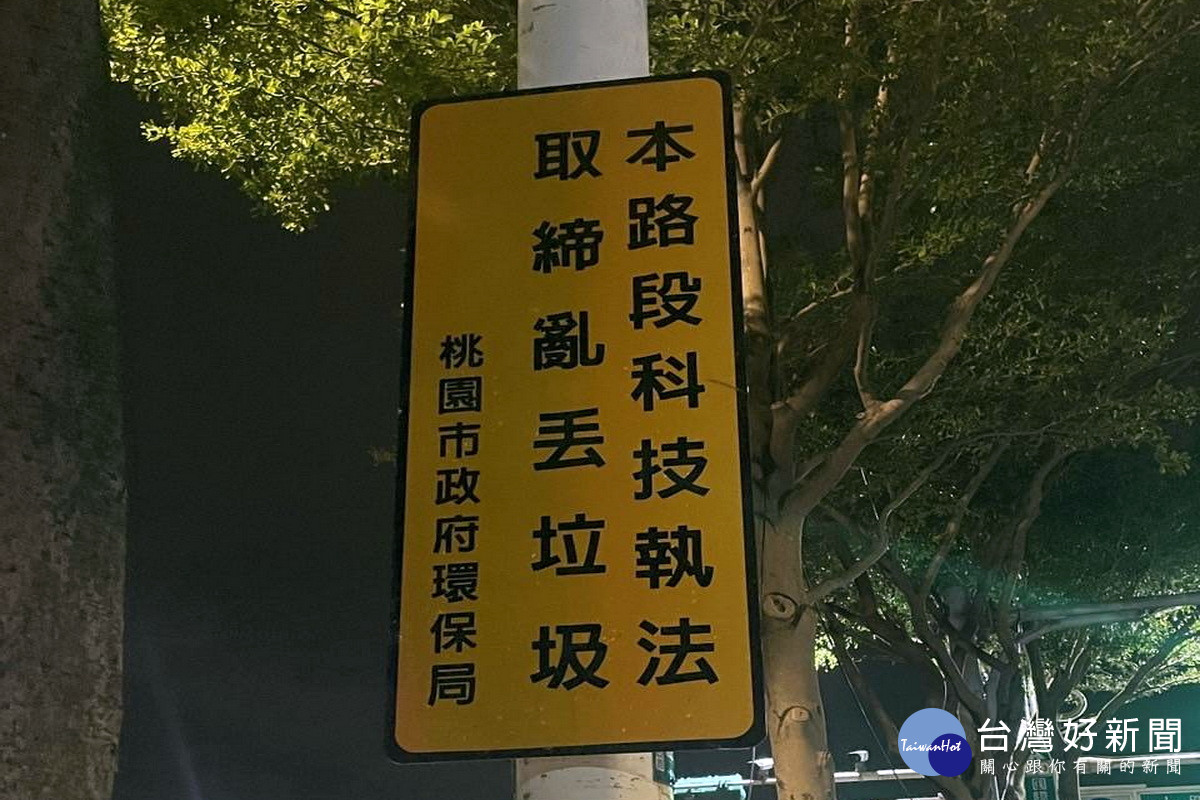 本路段科技執法
取締亂丟垃圾
桃園市政府環保局
TaiwanHot
台灣好新聞
關心跟你有關的新聞